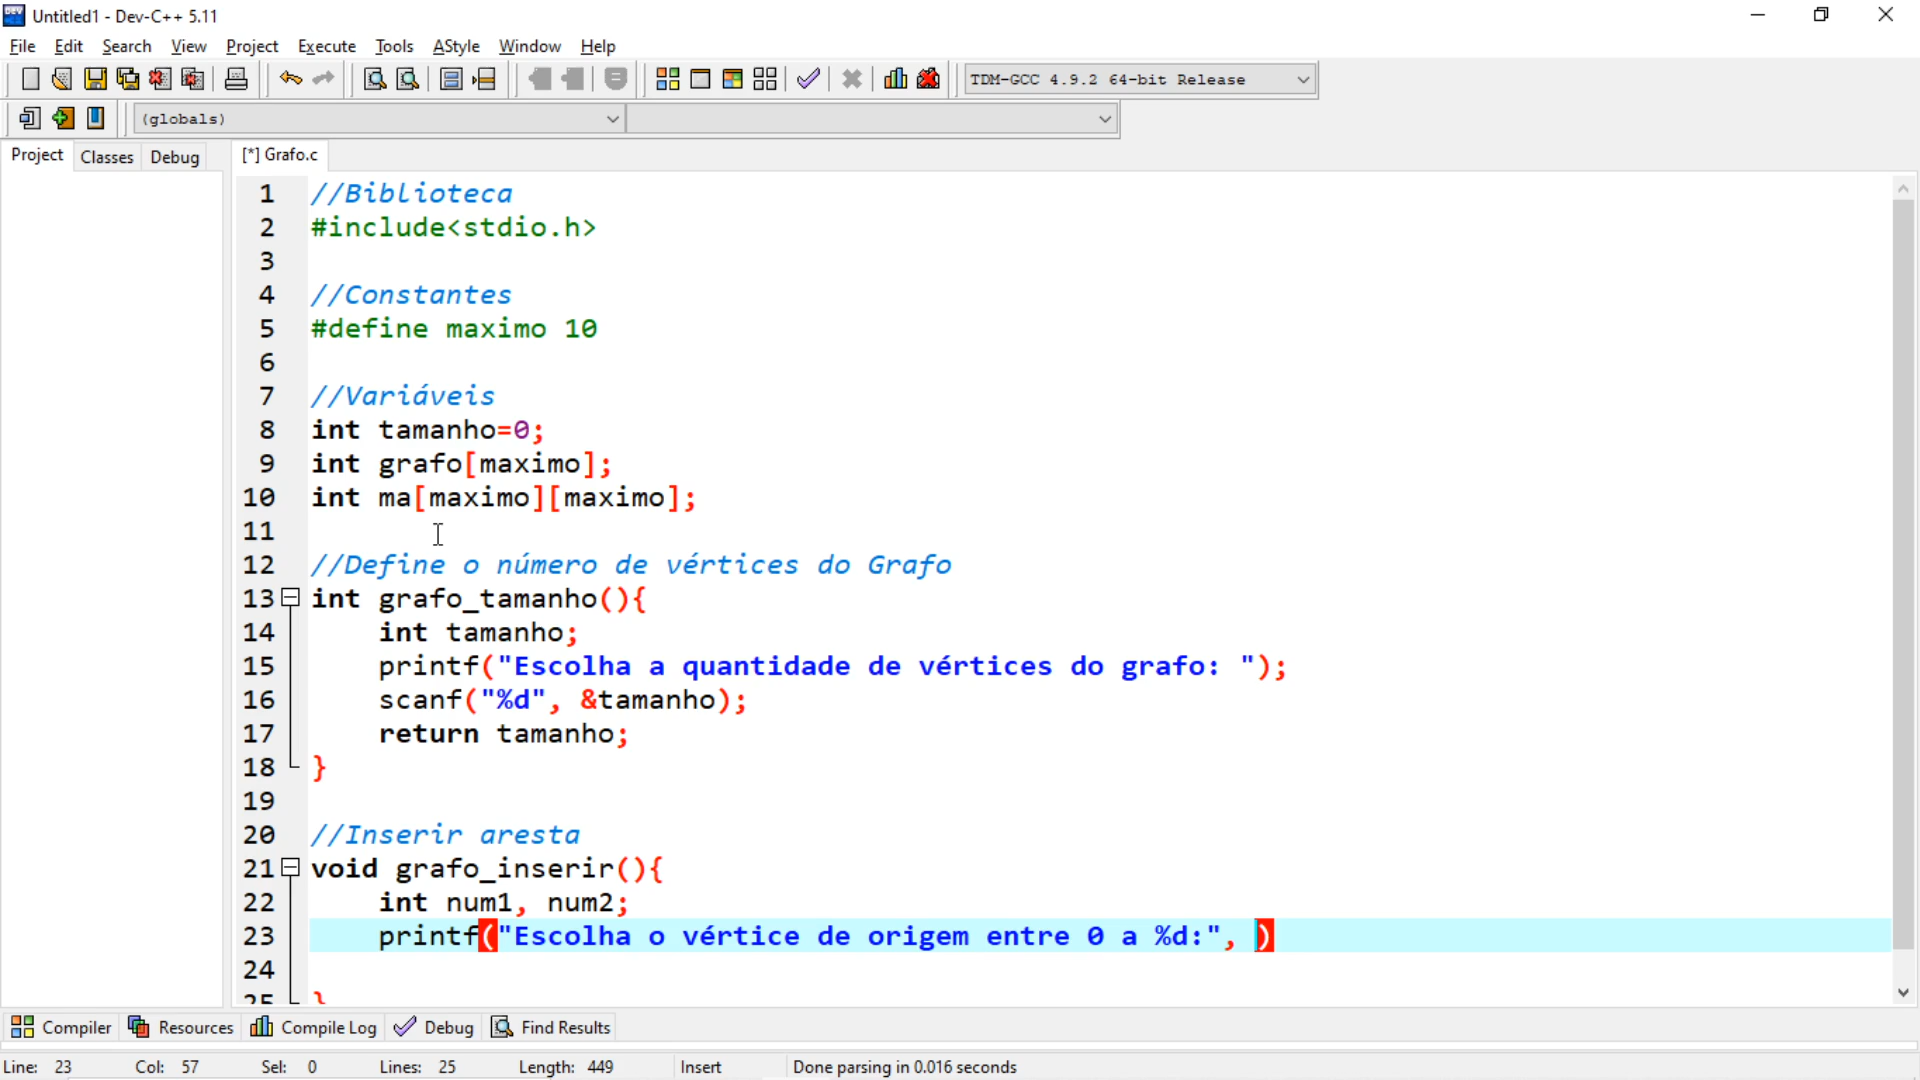 Untitled1 - Dev-C++ 5.11
File Edit Search View Project Execute Tools AStyle Window Help
TDM-GCC 4.9.2 64-bit Release
(globals)
Project Classes Debug [*] Grafo.c
1 //Biblioteca
2 #include<stdio.h>
3
4 //Constantes
5 #define maximo 10
6
7 //Variáveis
8 int tamanho=0;
9 int grafo[maximo];
10 int ma[maximo][maximo];
11
12 //Define o número de vértices do Grafo
13 int grafo_tamanho(){
14 int tamanho;
15 printf("Escolha a quantidade de vértices do grafo: ");
16 scanf("%d", &tamanho);
17 return tamanho;
18 }
19
20 //Inserir aresta
21 void grafo_inserir(){
22 int num1, num2;
23 printf("Escolha o vértice de origem entre 0 a %d:", )
24
25 }
Compiler Resources Compile Log Debug Find Results
Line: 23 Col: 57 Sel: 0 Lines: 25 Length: 449 Insert Done parsing in 0.016 seconds